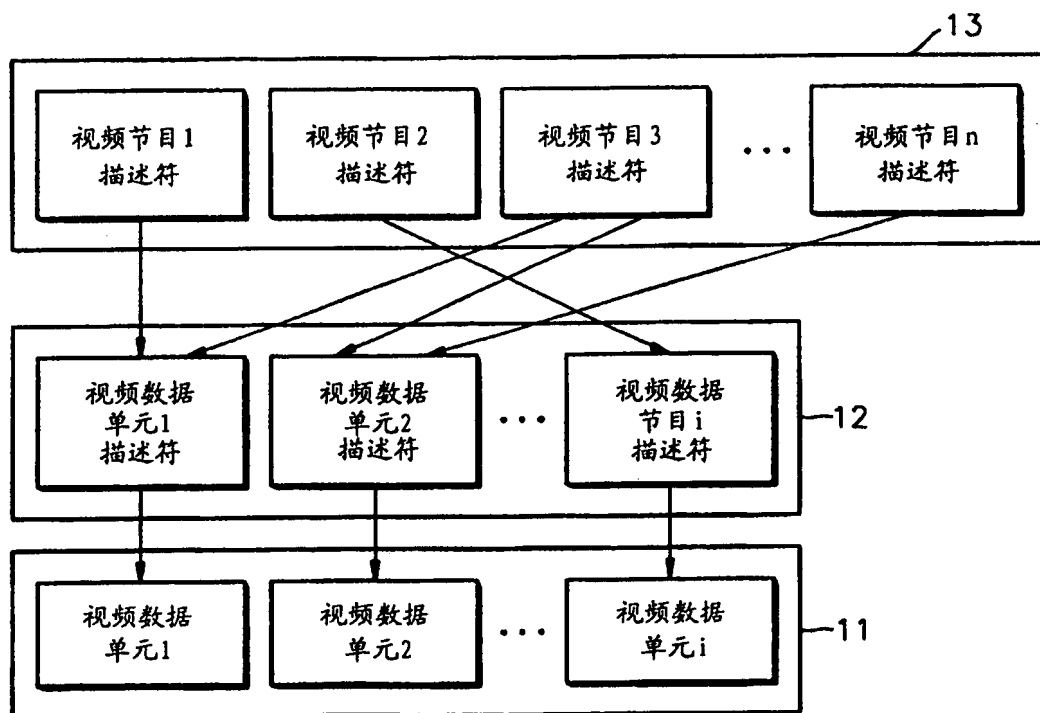 13
视频节目1
描述符
视频节目2
描述符
视频节目3
描述符
...
视频节目n
描述符
视频数据
单元1
描述符
视频数据
单元2
描述符
...
视频数据
节目i
描述符
12
视频数据
单元1
视频数据
单元2
...
视频数据
单元i
11